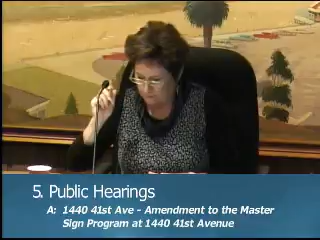 5. Public Hearings
A: 1440 41st Ave - Amendment to the Master
Sign Program at 1440 41st Avenue